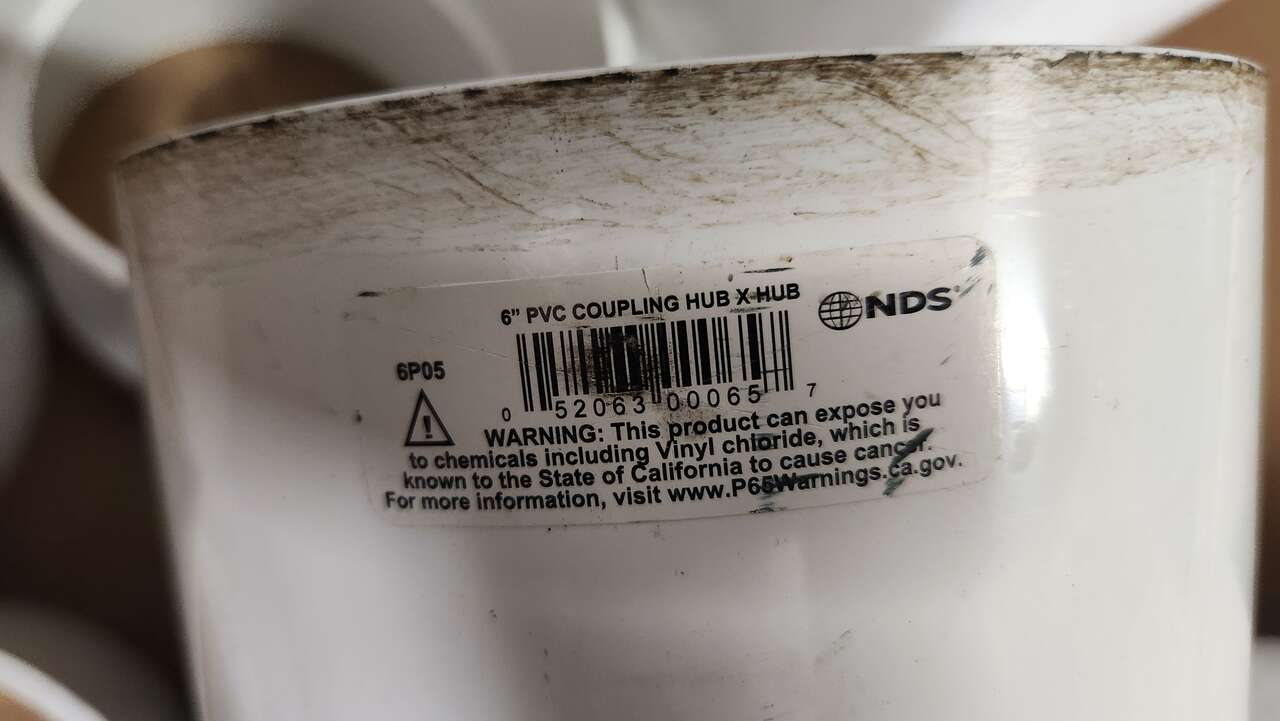 6" PVC COUPLING HUB X HUB
NDS
6P05
0 52063 00065 7
WARNING: This product can expose you
to chemicals including Vinyl chloride, which is
known to the State of California to cause cancer.
For more information, visit www.P65Warnings.ca.gov.